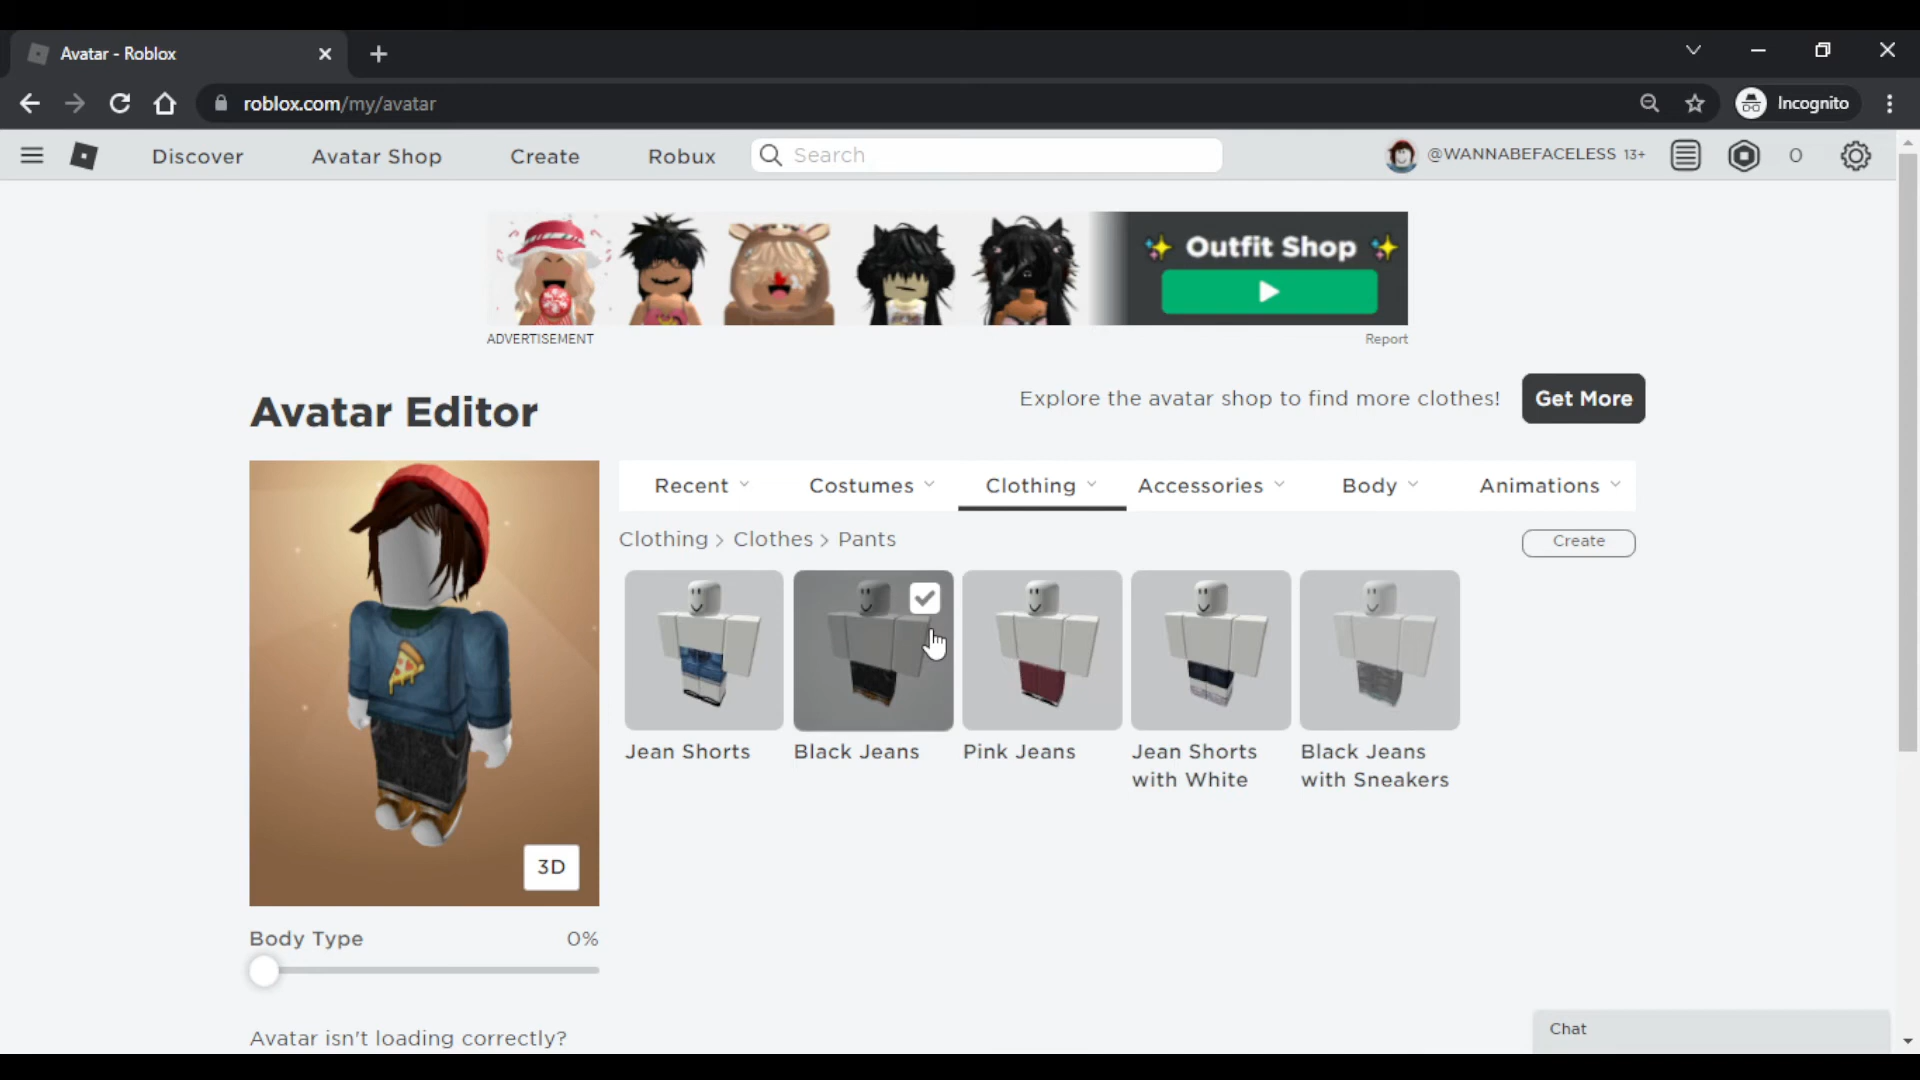 Avatar - Roblox
roblox.com/my/avatar
Incognito
Discover
Avatar Shop
Create
Robux
Search
@WANNABEFACELESS 13+
0
Outfit Shop
ADVERTISEMENT
Report
Avatar Editor
Explore the avatar shop to find more clothes!
Get More
Recent
Costumes
Clothing
Accessories
Body
Animations
Clothing > Clothes > Pants
Create
Jean Shorts
Black Jeans
Pink Jeans
Jean Shorts
with White
Black Jeans
with Sneakers
3D
Body Type
0%
Avatar isn't loading correctly?
Chat